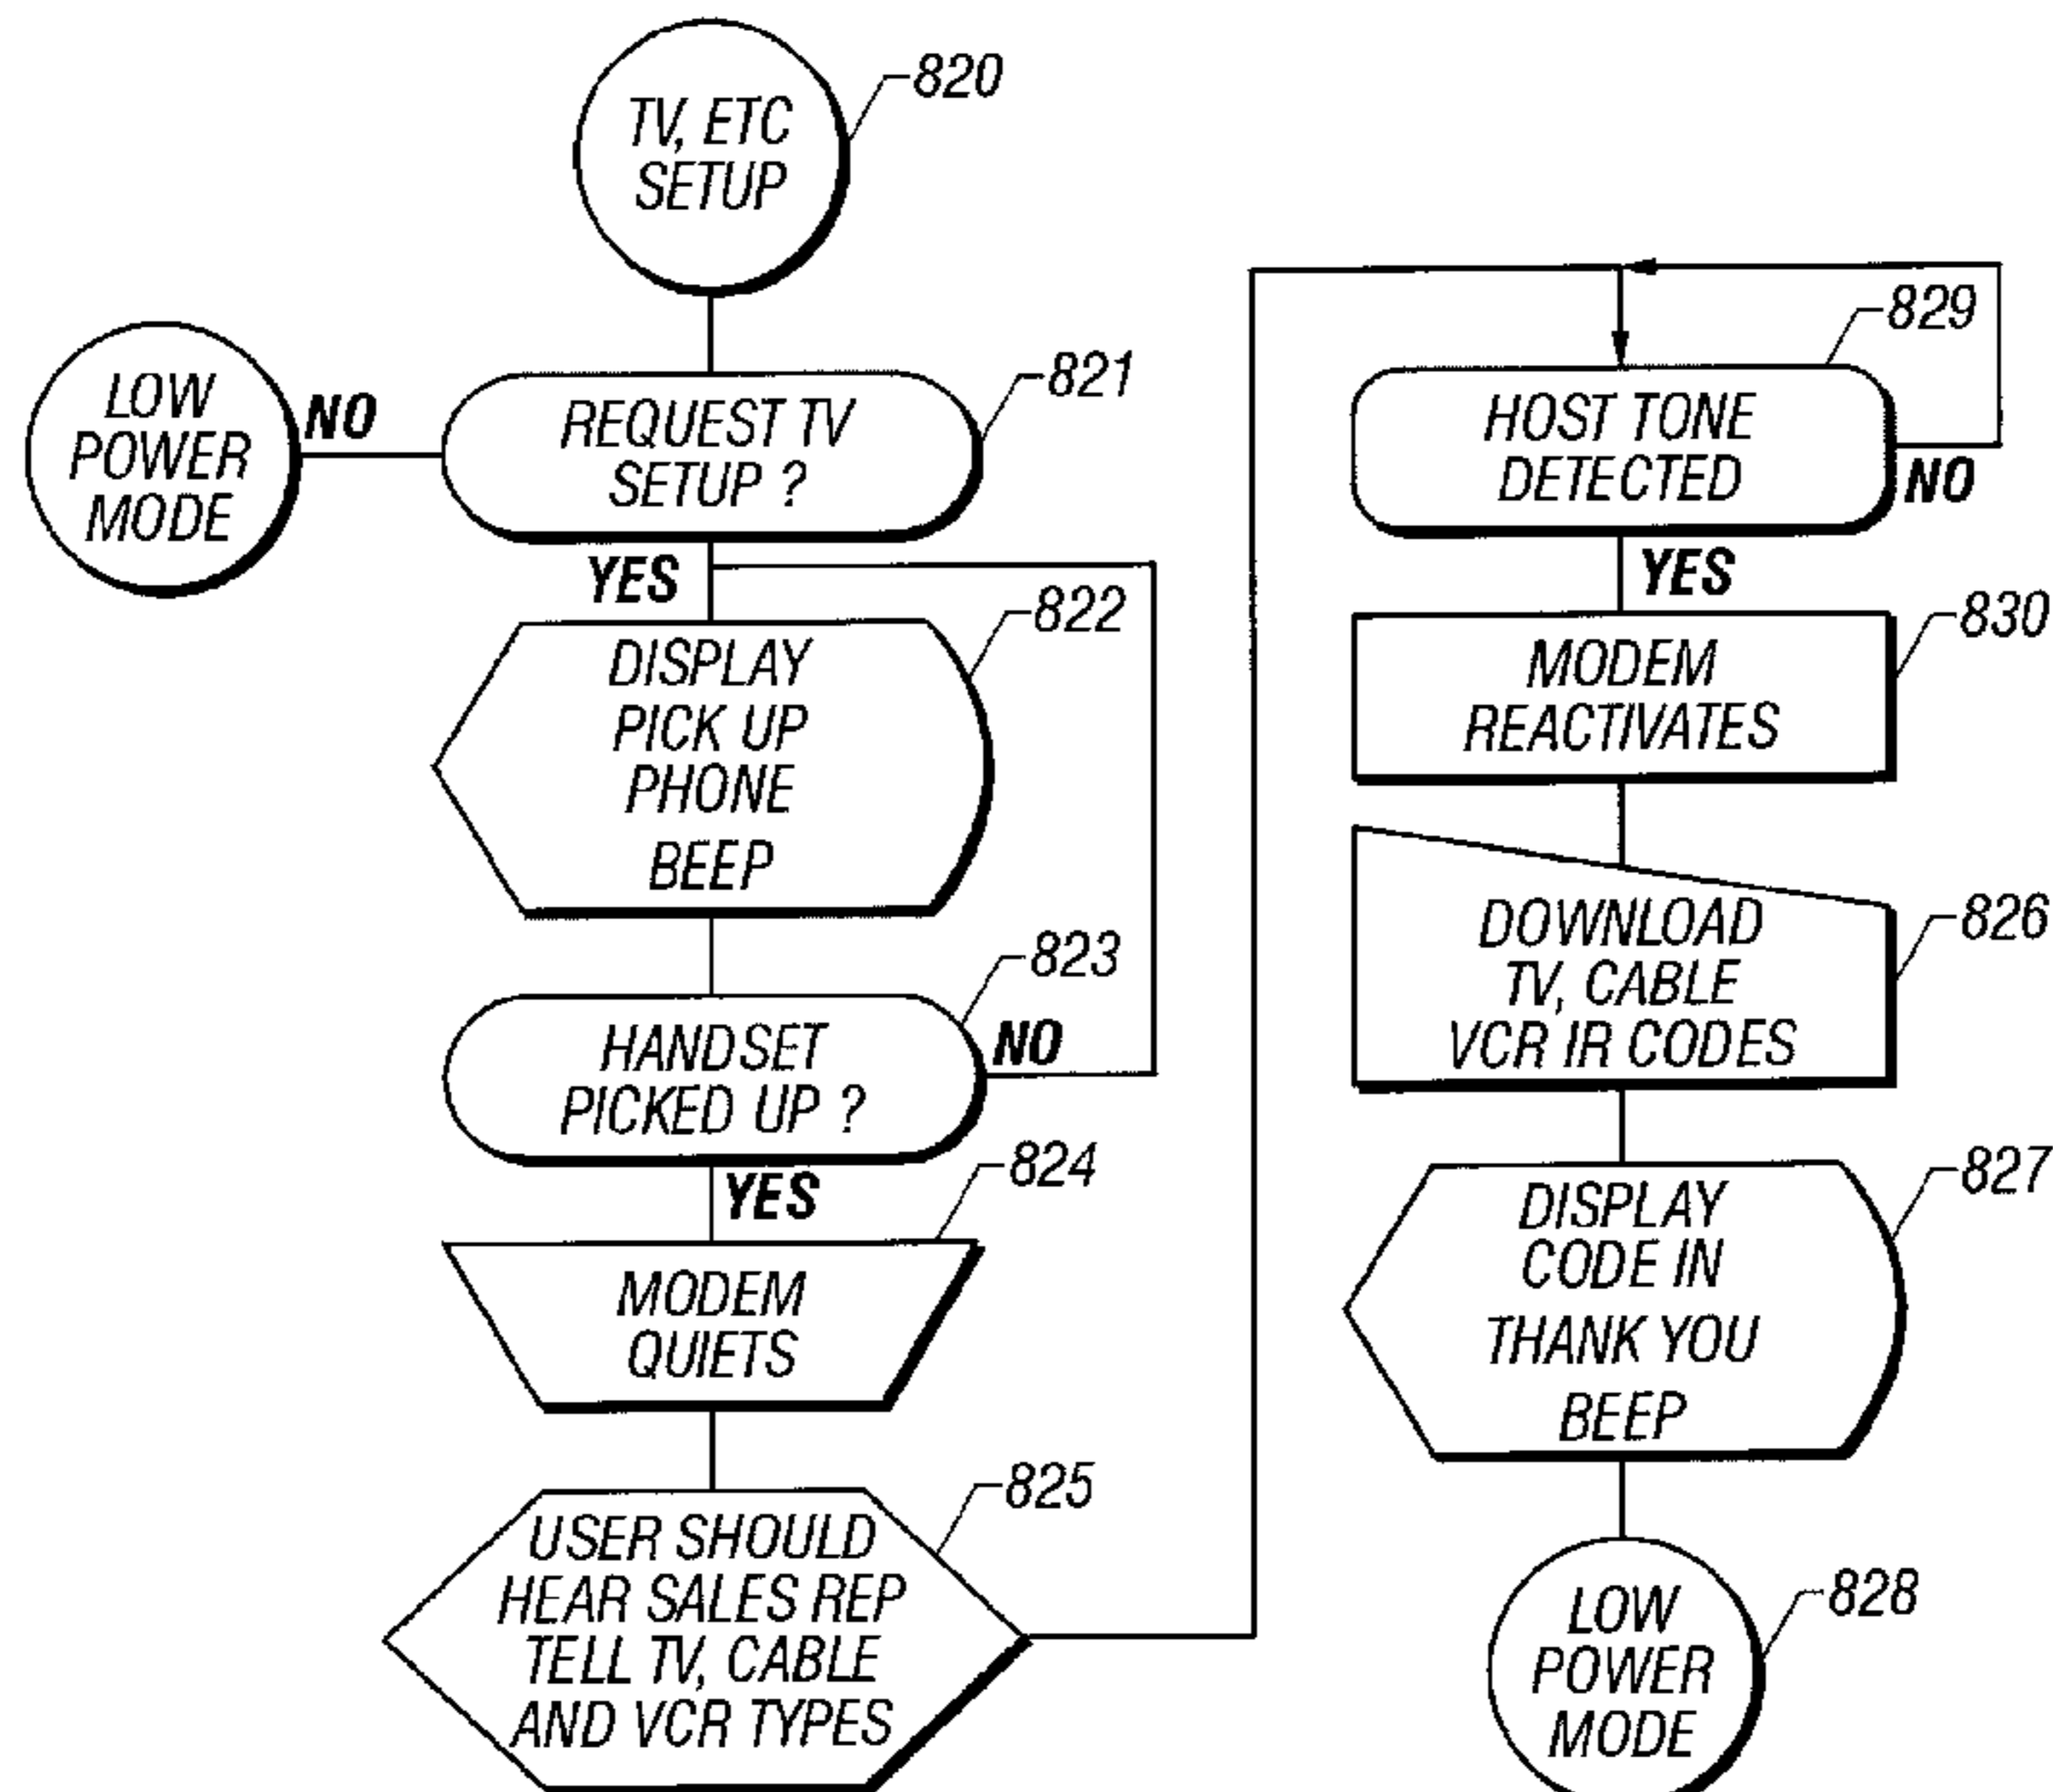 TV, ETC
SETUP
820
LOW
POWER
MODE
NO
REQUEST TV
SETUP ?
821
YES
DISPLAY
PICK UP
PHONE
BEEP
822
HANDSET
PICKED UP ?
823
NO
YES
MODEM
QUIETS
824
USER SHOULD
HEAR SALES REP
TELL TV, CABLE
AND VCR TYPES
825
HOST TONE
DETECTED
829
NO
YES
MODEM
REACTIVATES
830
DOWNLOAD
TV, CABLE
VCR IR CODES
826
DISPLAY
CODE IN
THANK YOU
BEEP
827
LOW
POWER
MODE
828